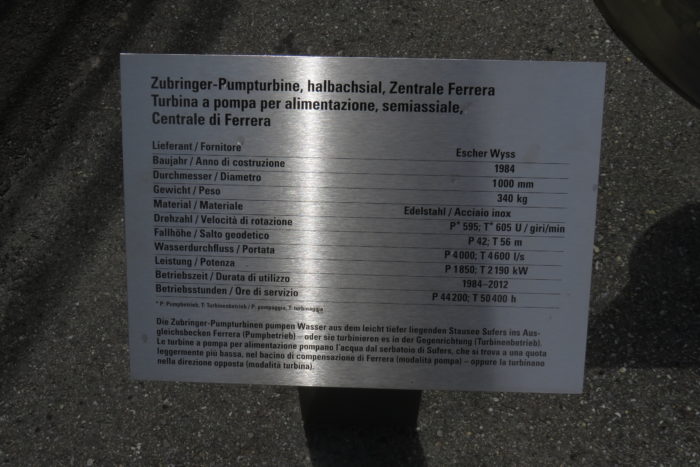 Zubringer-Pumpturbine, halbachsial, Zentrale Ferrera
Turbina a pompa per alimentazione, semiassiale,
Centrale di Ferrera
Lieferant / Fornitore Escher Wyss
Baujahr / Anno di costruzione 1984
Durchmesser / Diametro 1000 mm
Gewicht / Peso 340 kg
Material / Materiale Edelstahl / Acciaio inox
Drehzahl / Velocità di rotazione P* 595; T* 605 U / giri/min
Fallhöhe / Salto geodetico P 42; T 56 m
Wasserdurchfluss / Portata P 4000; T 4600 l/s
Leistung / Potenza P 1850; T 2190 kW
Betriebszeit / Durata di utilizzo 1984–2012
Betriebsstunden / Ore di servizio P 44200; T 50400 h
* P: Pumpbetrieb, T: Turbinenbetrieb / P: pompaggio, T: turbinaggio
Die Zubringer-Pumpturbinen pumpen Wasser aus dem leicht tiefer liegenden Stausee Sufers ins Aus-
gleichsbecken Ferrera (Pumpbetrieb) – oder sie turbinieren es in der Gegenrichtung (Turbinenbetrieb).
Le turbine a pompa per alimentazione pompano l'acqua dal serbatoio di Sufers, che si trova a una quota
leggermente più bassa, nel bacino di compensazione di Ferrera (modalità pompa) – oppure la turbinano
nella direzione opposta (modalità turbina).